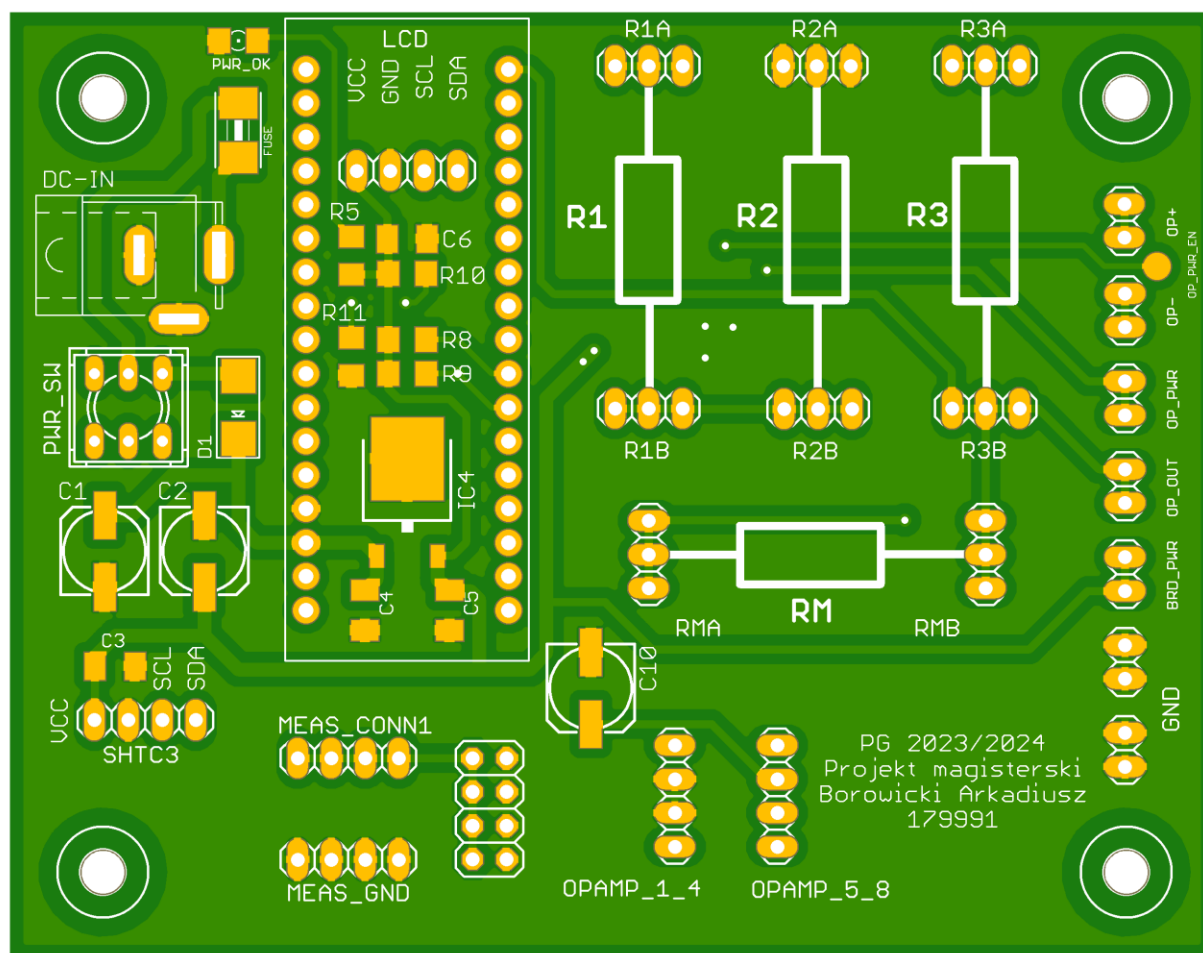 LCD
R1A
R2A
R3A
PWR_OK
VCC
GND
SCL
SDA
FUSE
DC-IN
R5
C6
R10
R11
R8
R9
R1
R2
R3
OP+
OP_PWR_EN
OP-
OP_PWR
OP_OUT
BRD_PWR
GND
PWR_SW
D1
R1B
R2B
R3B
IC4
C1
C2
C4
C5
RM
RMA
RMB
C3
SCL
SDA
VCC
SHTC3
C10
MEAS_CONN1
MEAS_GND
OPAMP_1_4
OPAMP_5_8
PG 2023/2024
Projekt magisterski
Borowicki Arkadiusz
179991